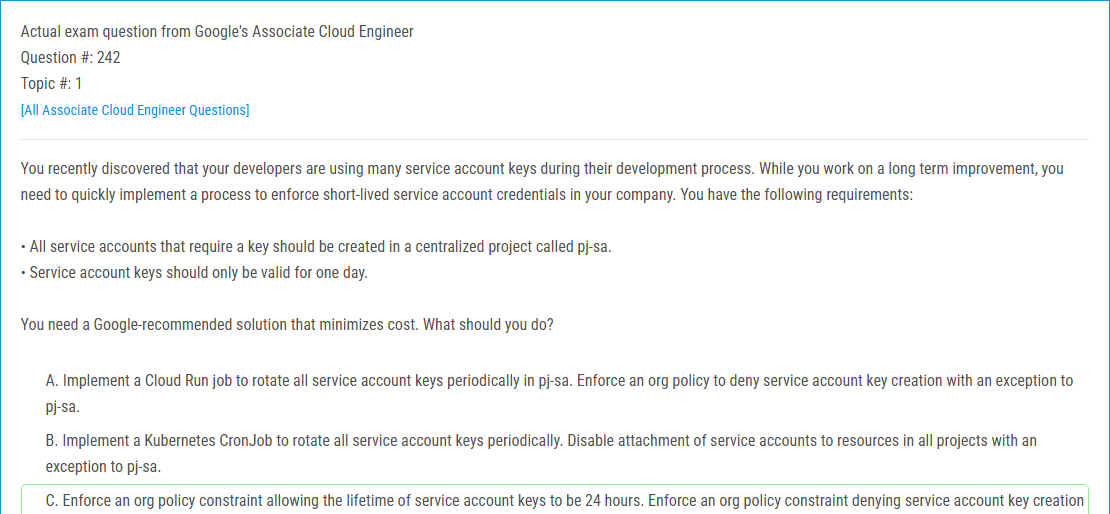 Actual exam question from Google's Associate Cloud Engineer
Question #: 242
Topic #: 1
[All Associate Cloud Engineer Questions]
You recently discovered that your developers are using many service account keys during their development process. While you work on a long term improvement, you
need to quickly implement a process to enforce short-lived service account credentials in your company. You have the following requirements:
• All service accounts that require a key should be created in a centralized project called pj-sa.
• Service account keys should only be valid for one day.
You need a Google-recommended solution that minimizes cost. What should you do?
A. Implement a Cloud Run job to rotate all service account keys periodically in pj-sa. Enforce an org policy to deny service account key creation with an exception to
pj-sa.
B. Implement a Kubernetes CronJob to rotate all service account keys periodically. Disable attachment of service accounts to resources in all projects with an
exception to pj-sa.
C. Enforce an org policy constraint allowing the lifetime of service account keys to be 24 hours. Enforce an org policy constraint denying service account key creation